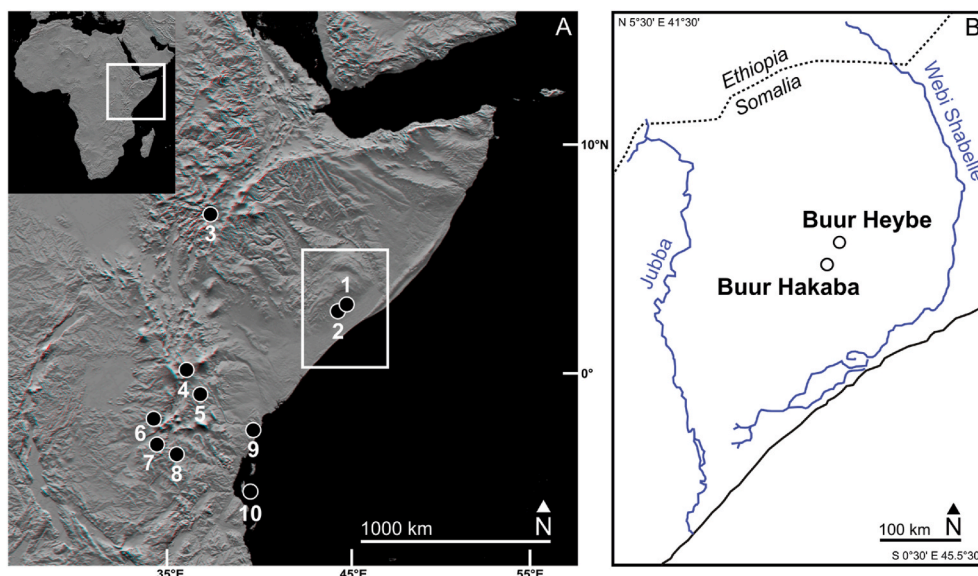 A
10°N
3
1
2
0°
4
5
6
9
7
8
10
1000 km
N
35°E
45°E
55°E
N 5°30' E 41°30'
B
Ethiopia
Somalia
Webi Shabelle
Jubba
Buur Heybe
Buur Hakaba
100 km
N
S 0°30' E 45.5°30'